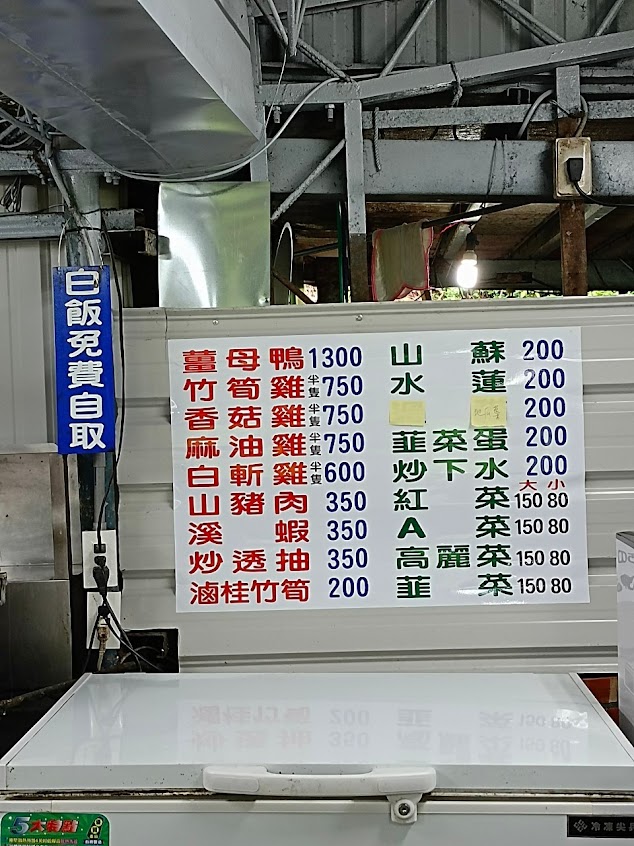 白飯免費自取
薑母鴨 1300
竹筍雞 半隻 750
香菇雞 半隻 750
麻油雞 半隻 750
白斬雞 半隻 600
山豬肉 350
溪蝦 350
炒透抽 350
滷桂竹筍 200
山蘇 200
水蓮 200
200
韮菜蛋 200
炒下水 200
大 小
紅菜 150 80
A菜 150 80
高麗菜 150 80
韮菜 150 80
冷凍尖兵